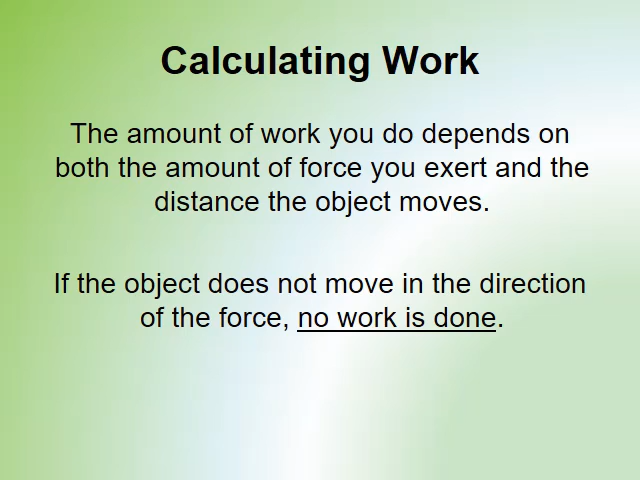 Calculating Work
The amount of work you do depends on
both the amount of force you exert and the
distance the object moves.
If the object does not move in the direction
of the force, no work is done.